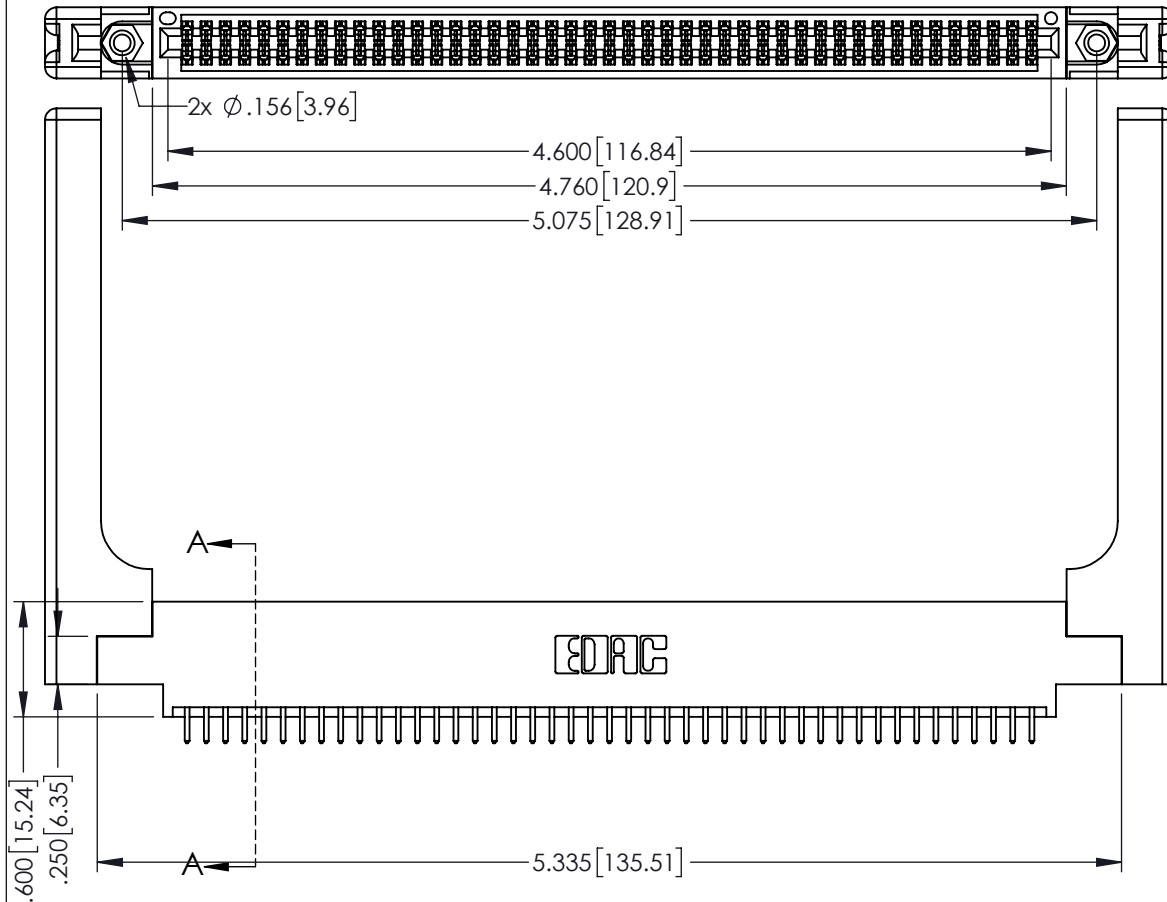 2x ∅.156[3.96]
4.600[116.84]
4.760[120.9]
5.075[128.91]
A
EDAC
.600[15.24]
.250[6.35]
A
5.335[135.51]